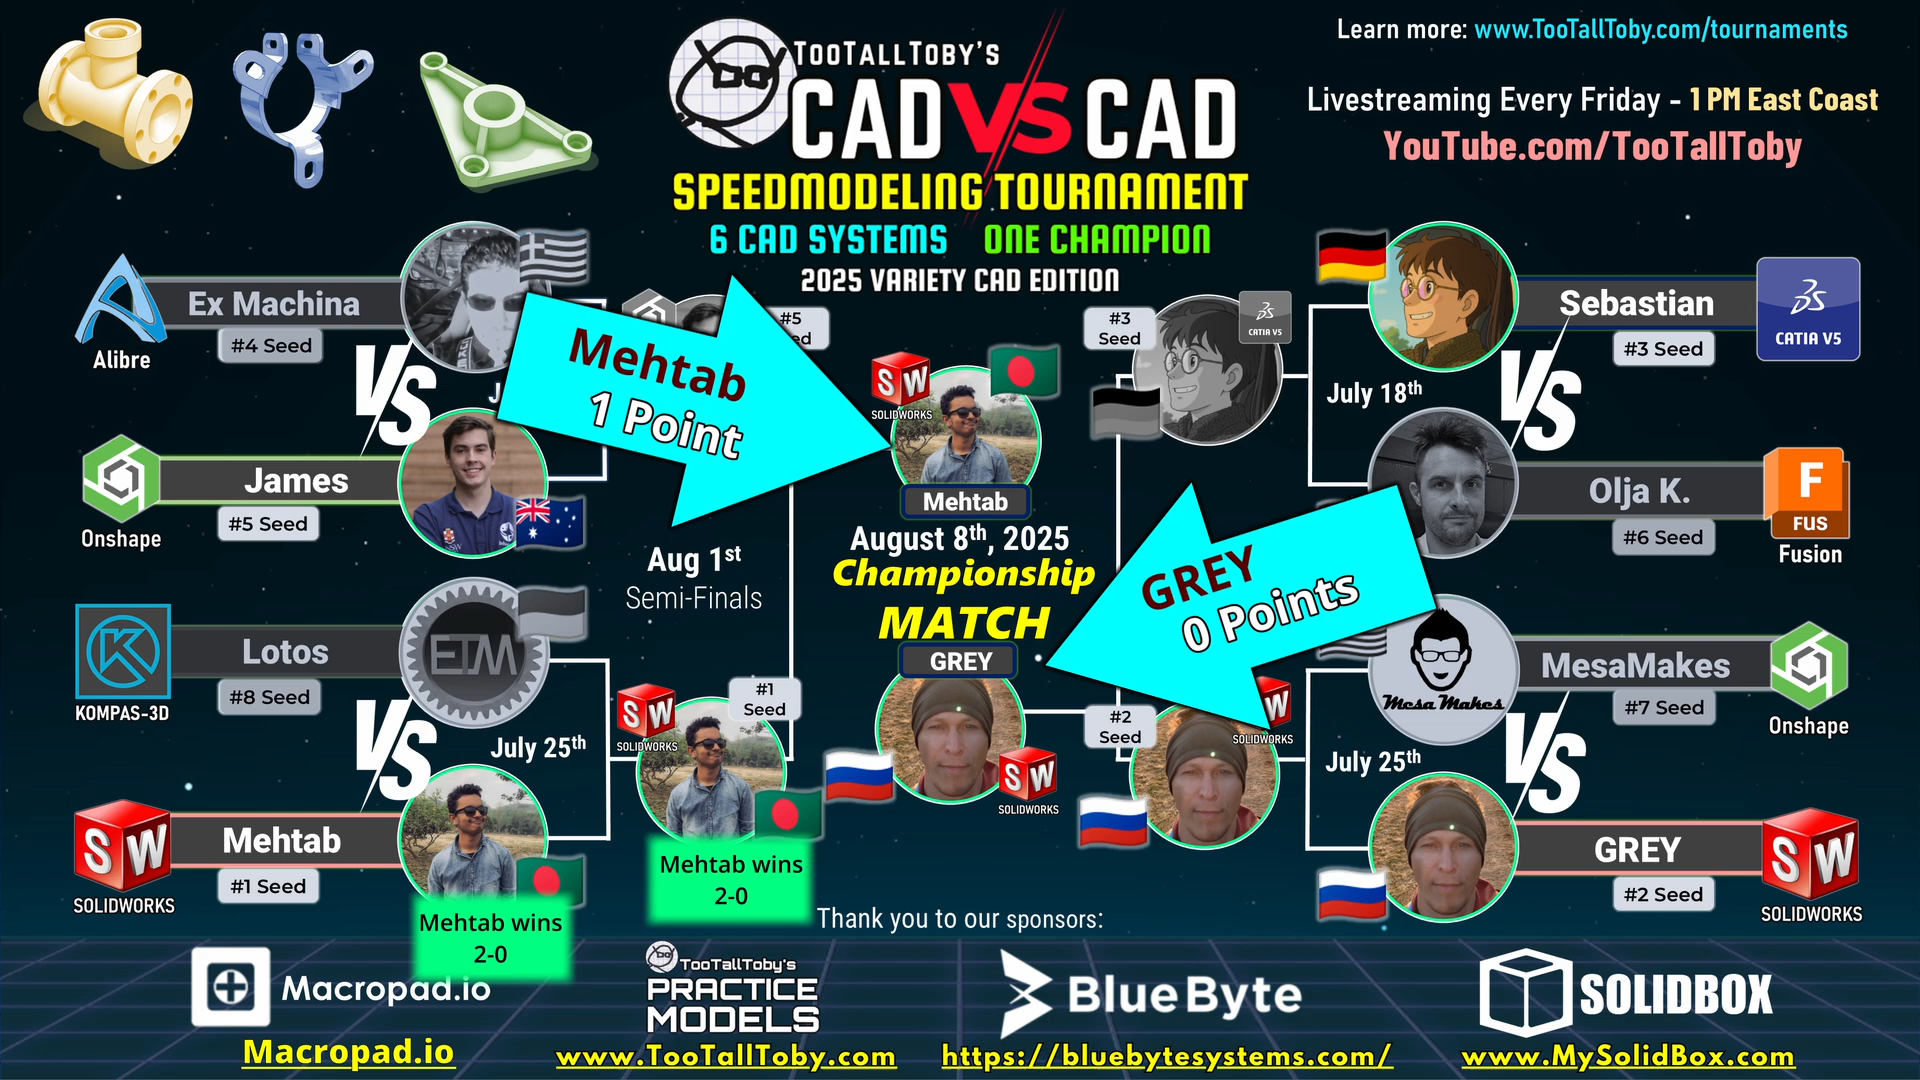 TooTallToby's
CAD VS CAD
SPEEDMODELING TOURNAMENT
6 CAD SYSTEMS ONE CHAMPION
2025 VARIETY CAD EDITION
Learn more: www.TooTallToby.com/tournaments
Livestreaming Every Friday - 1 PM East Coast
YouTube.com/TooTallToby
Alibre
Ex Machina
#4 Seed
VS
Onshape
James
#5 Seed
KOMPAS-3D
Lotos
#8 Seed
ETM
VS
July 25th
S W
SOLIDWORKS
Mehtab
#1 Seed
Mehtab wins
2-0
#5
Mehtab
1 Point
Aug 1st
Semi-Finals
S W
SOLIDWORKS
#1
Seed
Mehtab wins
2-0
S W
SOLIDWORKS
Mehtab
August 8th, 2025
Championship
MATCH
GREY
S W
SOLIDWORKS
#3
Seed
CATIA V5
GREY
0 Points
#2
Seed
W
SOLIDWORKS
Sebastian
#3 Seed
CATIA V5
July 18th
VS
Olja K.
#6 Seed
F
FUS
Fusion
Mesa Makes
MesaMakes
#7 Seed
Onshape
July 25th
VS
GREY
#2 Seed
S W
SOLIDWORKS
Thank you to our sponsors:
Macropad.io
Macropad.io
TooTallToby's
PRACTICE
MODELS
www.TooTallToby.com
Blue Byte
https://bluebytesystems.com/
SOLIDBOX
www.MySolidBox.com